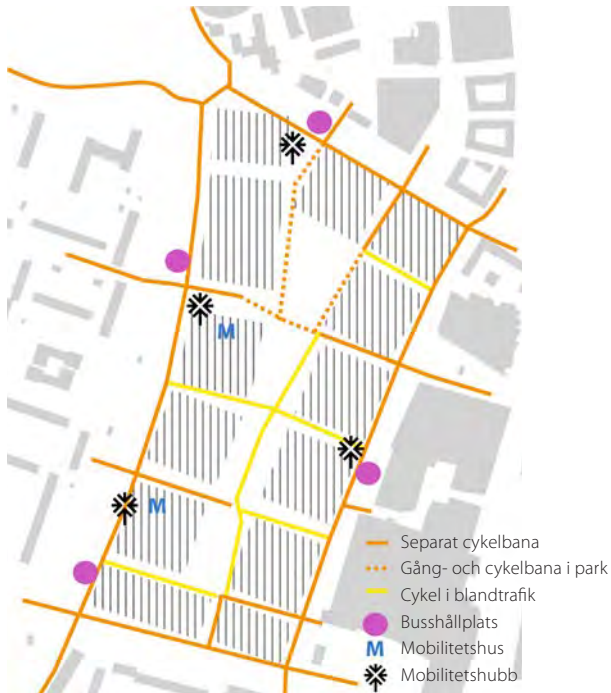 M
M
Separat cykelbana
Gång- och cykelbana i park
Cykel i blandtrafik
Busshållplats
M Mobilitetshus
Mobilitetshubb